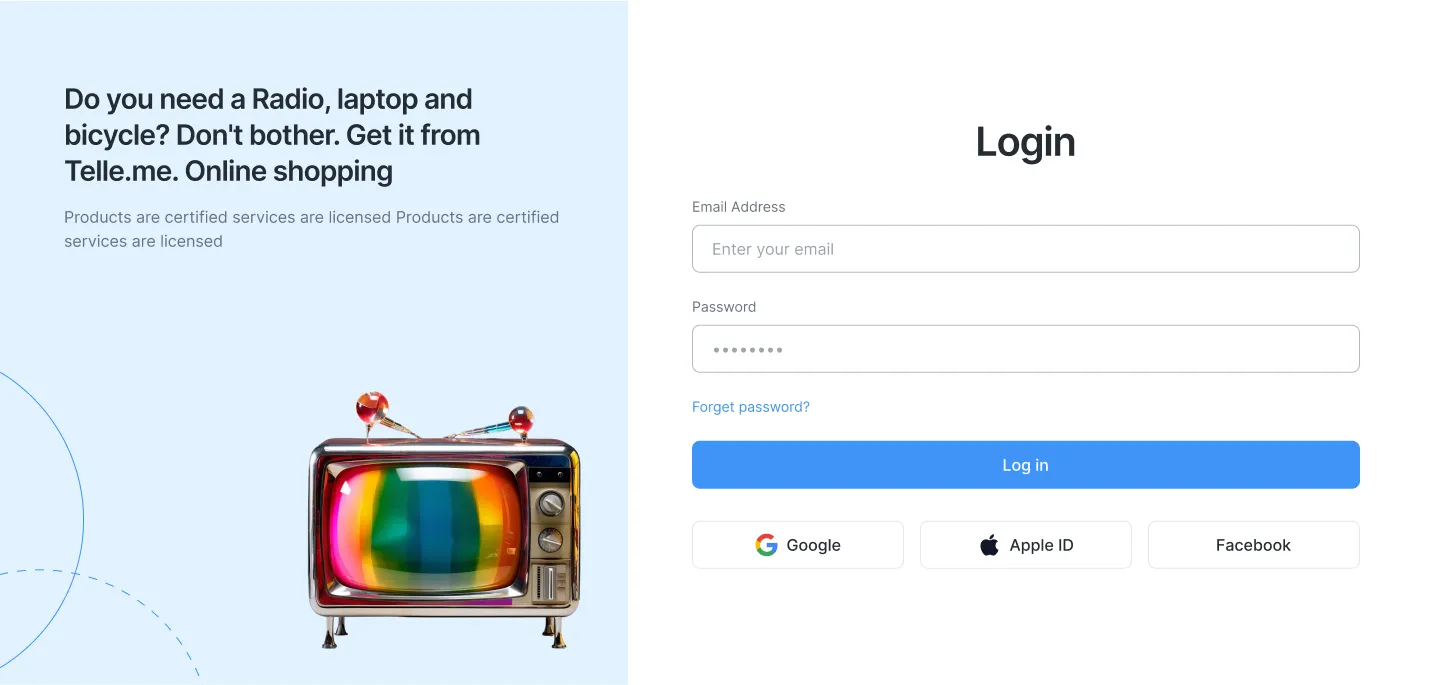 Do you need a Radio, laptop and
bicycle? Don't bother. Get it from
Telle.me. Online shopping
Products are certified services are licensed Products are certified
services are licensed
Login
Email Address
Enter your email
Password
••••••••
Forget password?
Log in
Google
Apple ID
Facebook